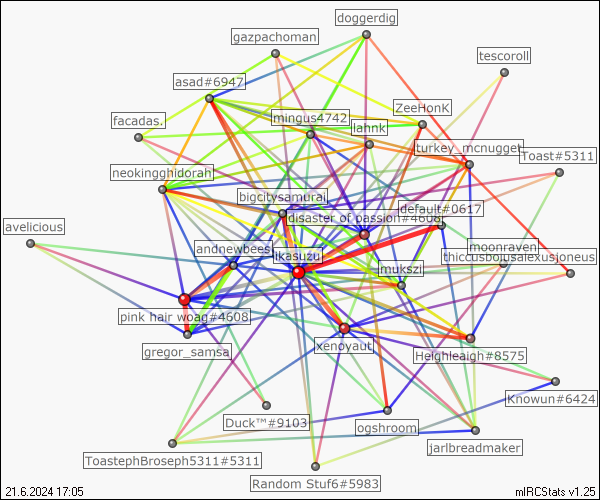 doggerdig
gazpachoman
tescoroll
asad#6947
ZeeHonK
mingus4742
facadas.
lahnk
turkey_mcnugget
Toast#5311
neokingghidorah
bigcitysamurai
default#0617
disaster of passion#4608
avelicious
andnewbees
moonraven
ikasuzu
thiccusbousalexusjoneus
mukszi
pink hair woag#4608
xenoyaut
gregor_samsa
Heighleaigh#8575
Knowun#6424
Duck™#9103
ogshroom
jarlbreadmaker
ToastephBroseph5311#5311
Random Stuf6#5983
21.6.2024 17:05
mIRCStats v1.25